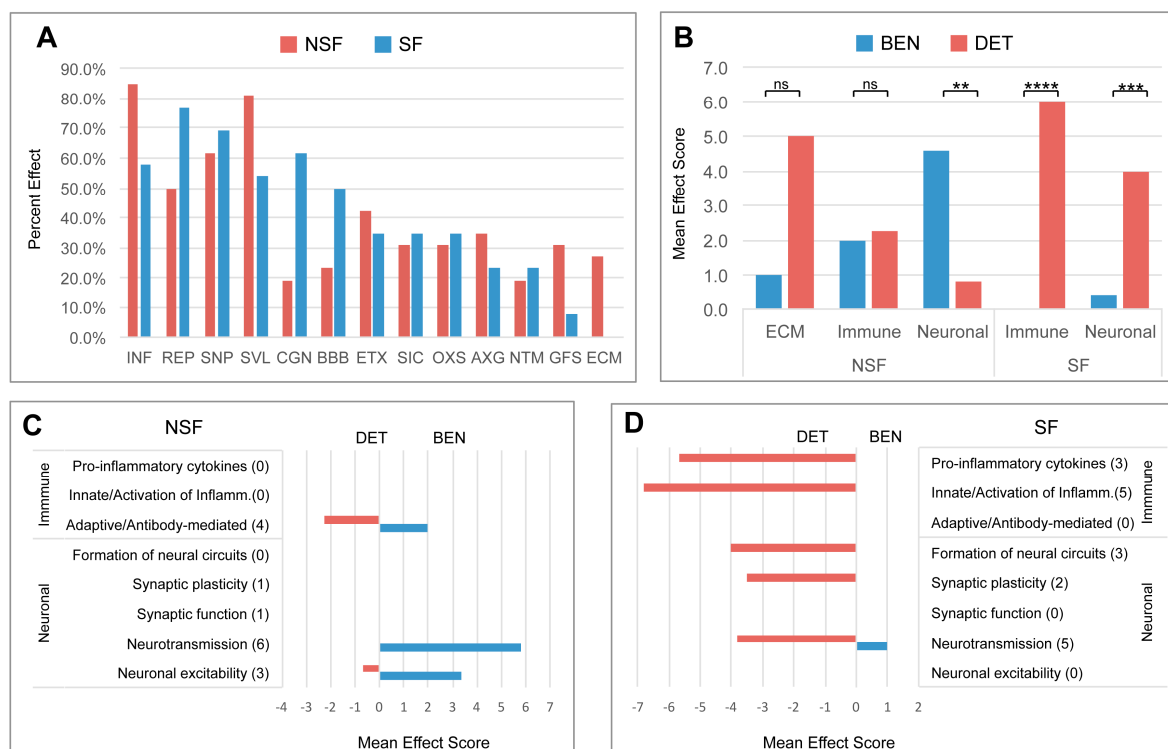 A
NSF SF
90.0%
80.0%
70.0%
60.0%
50.0%
40.0%
30.0%
20.0%
10.0%
0.0%
Percent Effect
INF REP SNP SVL CGN BBB ETX SIC OXS AXG NTM GFS ECM
B
BEN DET
7.0
6.0
5.0
4.0
3.0
2.0
1.0
0.0
Mean Effect Score
ns ns ** **** ***
ECM Immune Neuronal Immune Neuronal
NSF SF
C
NSF
DET BEN
Immmune
Pro-inflammatory cytokines (0)
Innate/Activation of Inflamm.(0)
Adaptive/Antibody-mediated (4)
Neuronal
Formation of neural circuits (0)
Synaptic plasticity (1)
Synaptic function (1)
Neurotransmission (6)
Neuronal excitability (3)
-4 -3 -2 -1 0 1 2 3 4 5 6 7
Mean Effect Score
D
DET BEN
SF
Pro-inflammatory cytokines (3)
Innate/Activation of Inflamm.(5)
Adaptive/Antibody-mediated (0)
Immmune
Formation of neural circuits (3)
Synaptic plasticity (2)
Synaptic function (0)
Neurotransmission (5)
Neuronal excitability (0)
Neuronal
-7 -6 -5 -4 -3 -2 -1 0 1 2
Mean Effect Score